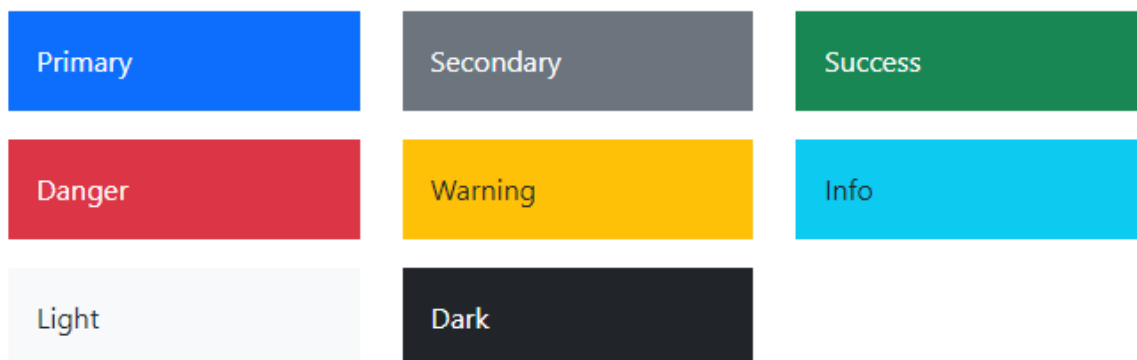 Primary
Secondary
Success
Danger
Warning
Info
Light
Dark